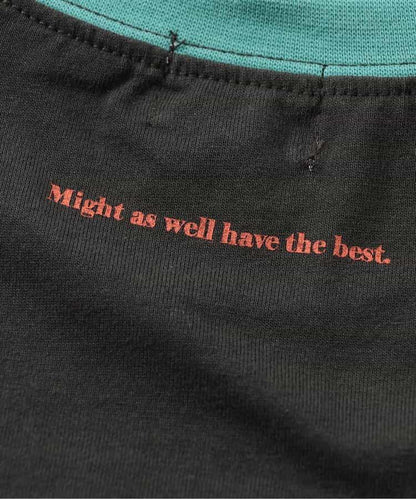 Might as well have the best.